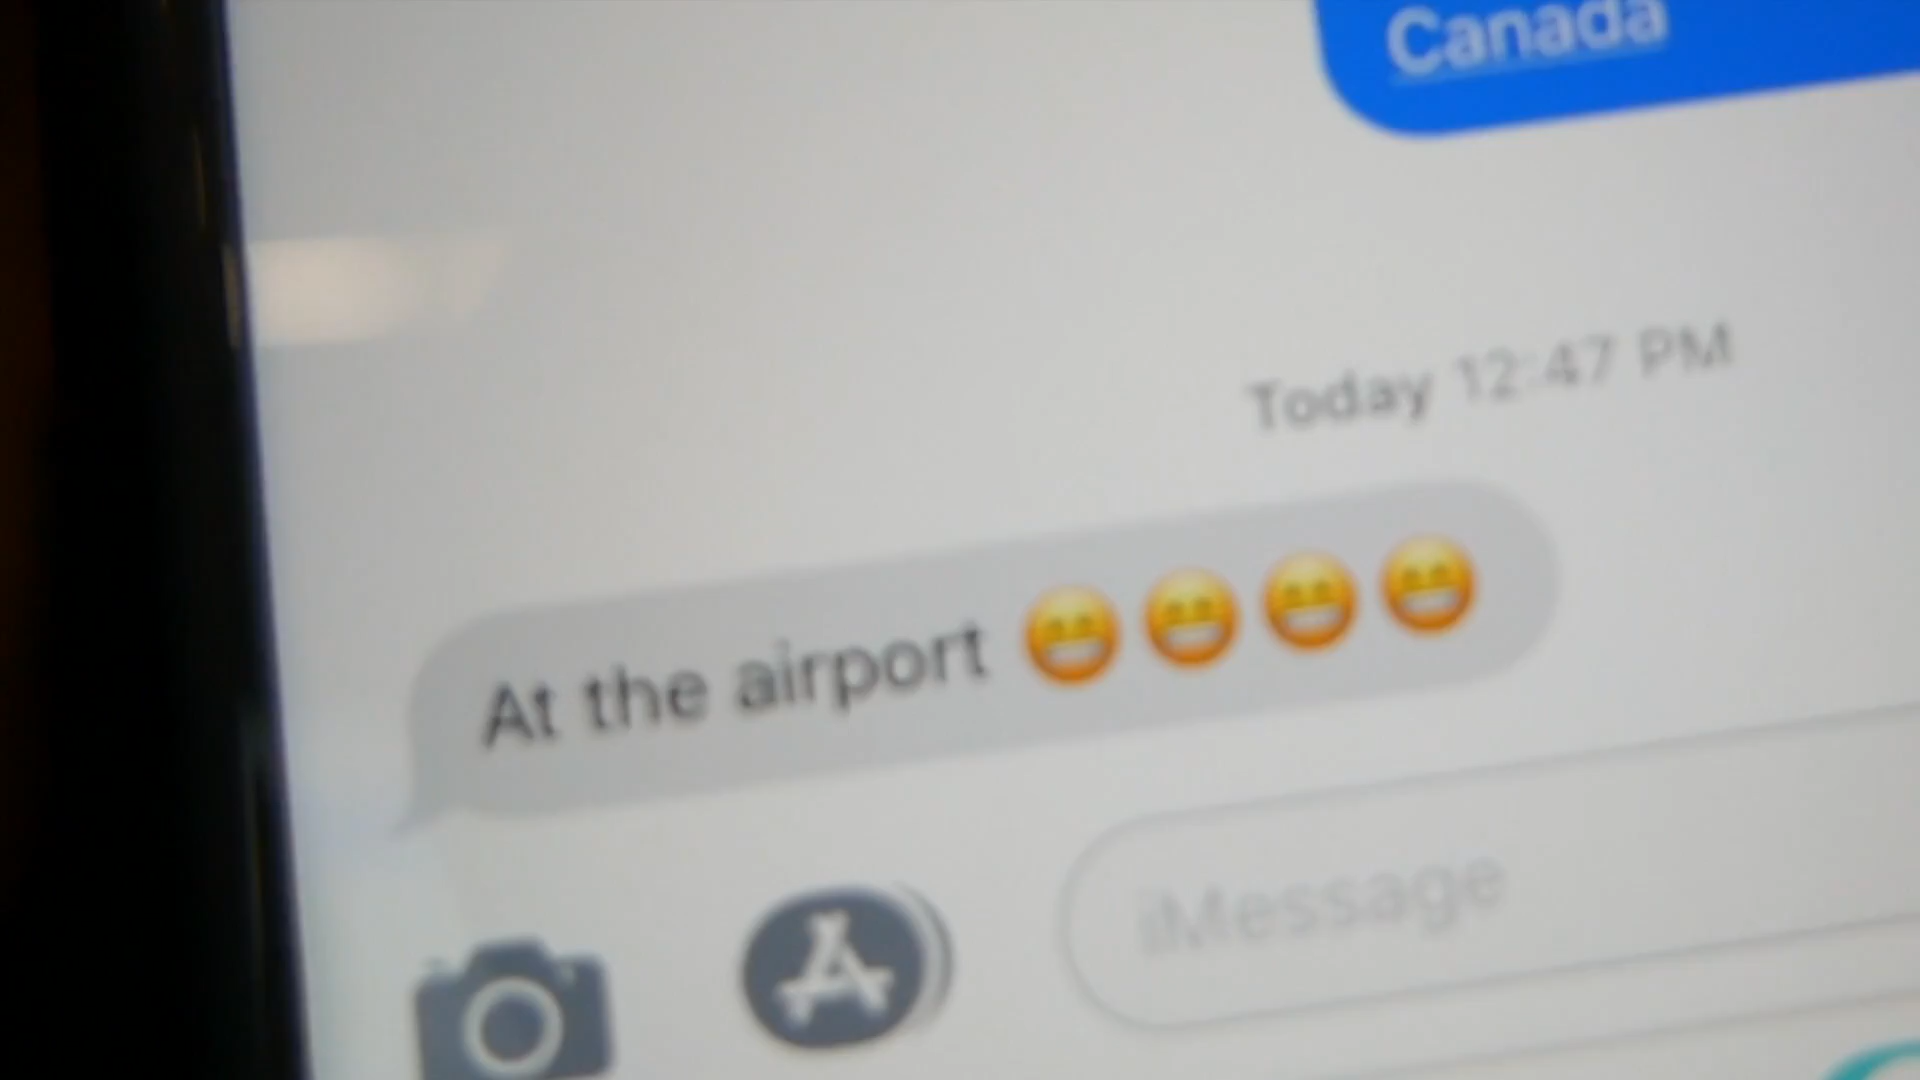 Canada
Today 12:47 PM
At the airport 😄😄😄😄
iMessage